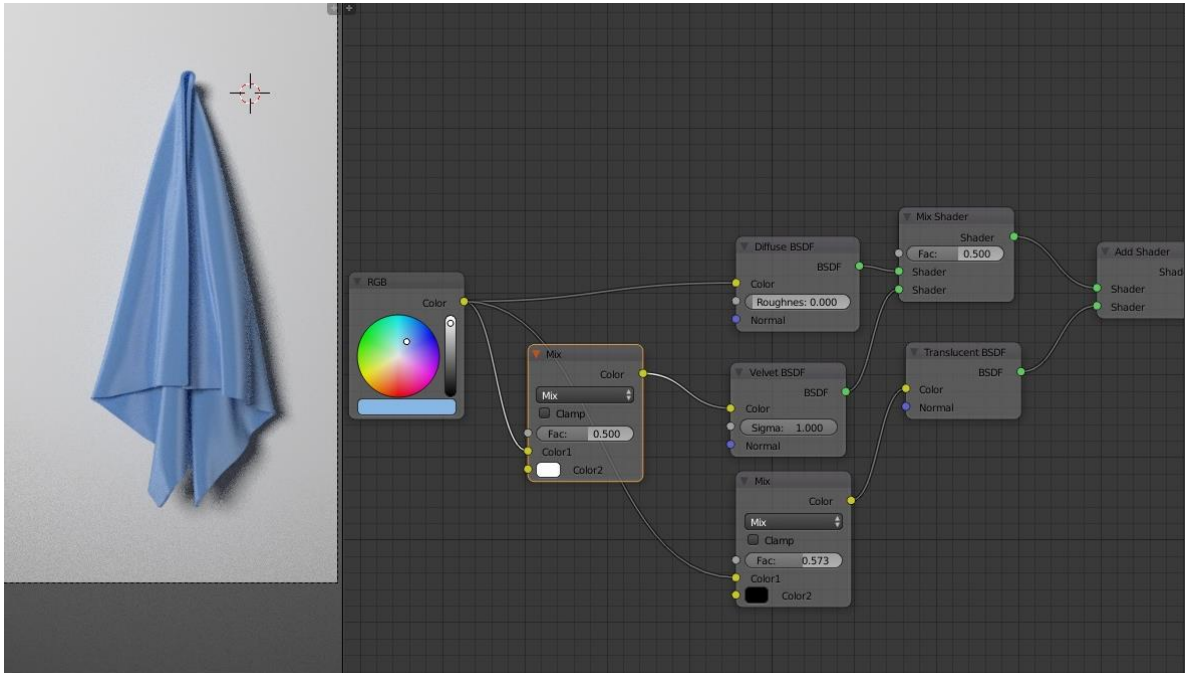 RGB
Color
Mix
Color
Mix
Clamp
Fac: 0.500
Color1
Color2
Diffuse BSDF
BSDF
Color
Roughnes: 0.000
Normal
Velvet BSDF
BSDF
Color
Sigma: 1.000
Normal
Mix
Color
Mix
Clamp
Fac: 0.573
Color1
Color2
Mix Shader
Shader
Fac: 0.500
Shader
Shader
Translucent BSDF
BSDF
Color
Normal
Add Shader
Shad
Shader
Shader